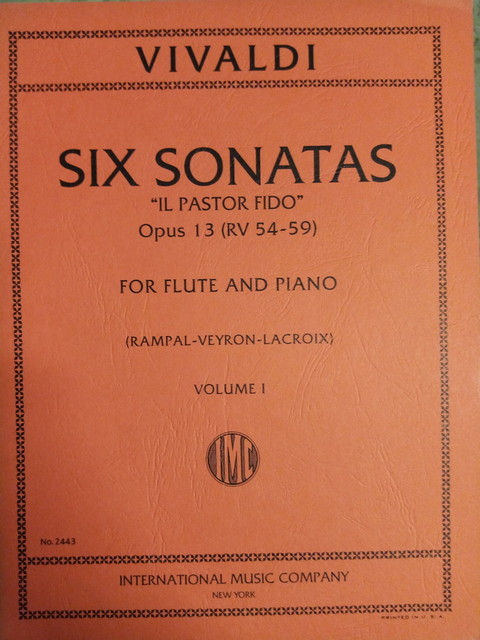 VIVALDI
SIX SONATAS
"IL PASTOR FIDO"
Opus 13 (RV 54-59)
FOR FLUTE AND PIANO
(RAMPAL-VEYRON-LACROIX)
VOLUME I
IMC
No. 2443
INTERNATIONAL MUSIC COMPANY
NEW YORK
PRINTED IN U. S. A.